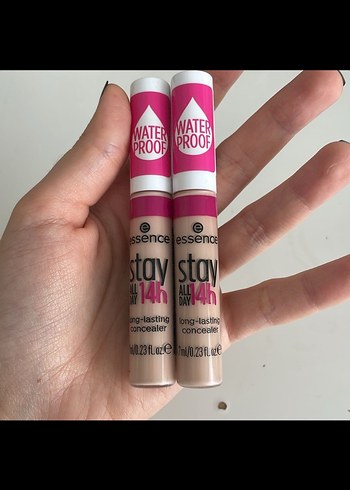 WATER
PROOF
essence
stay
ALL
DAY 14h
long-lasting
concealer
0.23 fl.oz e
WATER
PROOF
essence
stay
ALL
DAY 14h
long-lasting
concealer
7ml/0.23 fl.oz e